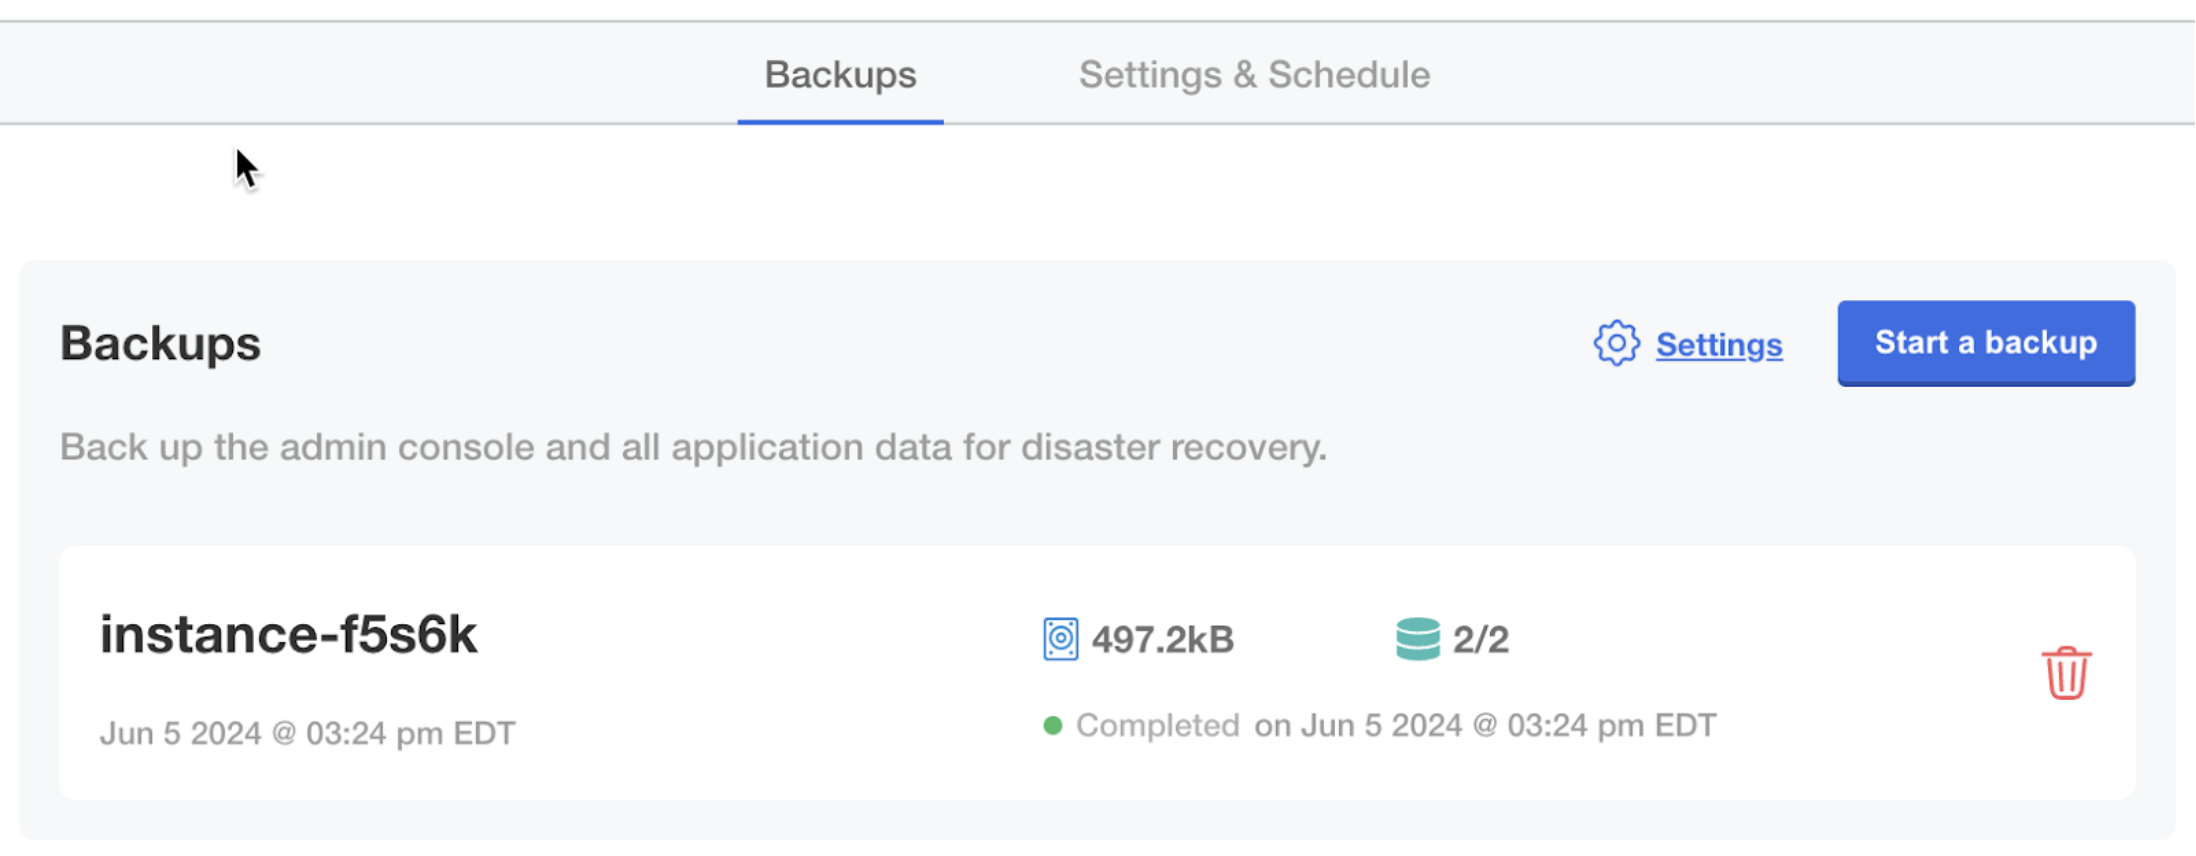 Backups Settings & Schedule
Backups
Settings
Start a backup
Back up the admin console and all application data for disaster recovery.
instance-f5s6k
497.2kB
2/2
Jun 5 2024 @ 03:24 pm EDT
Completed on Jun 5 2024 @ 03:24 pm EDT